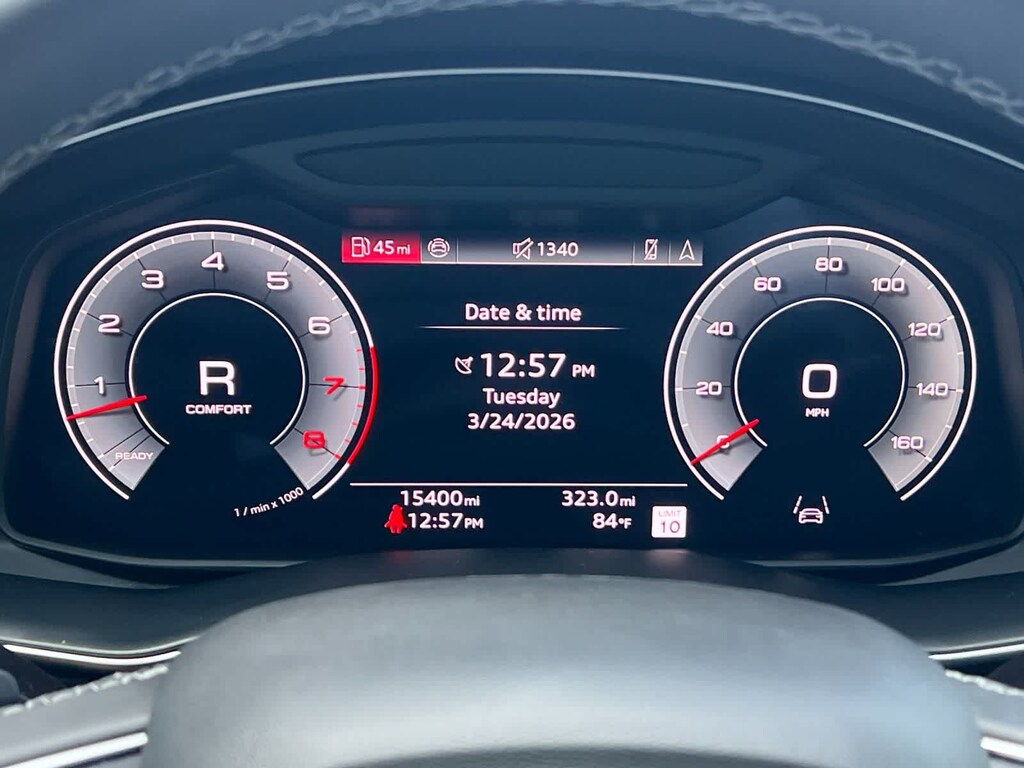 45 mi
1340
Date & time
12:57 PM
Tuesday
3/24/2026
15400 mi
12:57 PM
323.0 mi
84°F
LIMIT
10
1
2
3
4
5
6
7
8
READY
R
COMFORT
1 / min x 1000
0
20
40
60
80
100
120
140
160
0
MPH